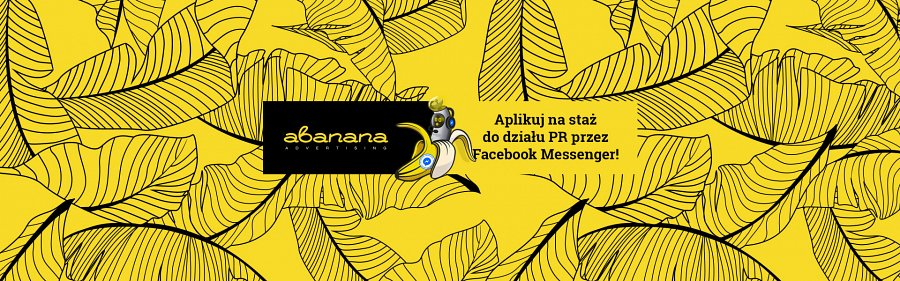 abanana
ADVERTISING
Aplikuj na staż
do działu PR przez
Facebook Messenger!